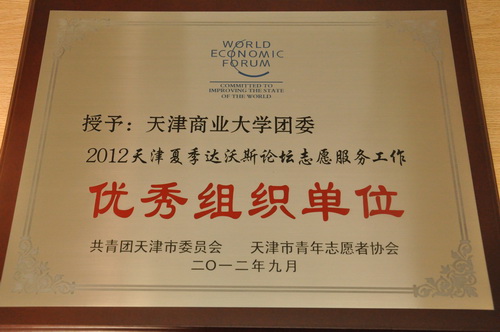 WORLD
ECONOMIC
FORUM
COMMITTED TO
IMPROVING THE STATE
OF THE WORLD
授予：天津商业大学团委
2012天津夏季达沃斯论坛志愿服务工作
优秀组织单位
共青团天津市委员会 天津市青年志愿者协会
二〇一二年九月